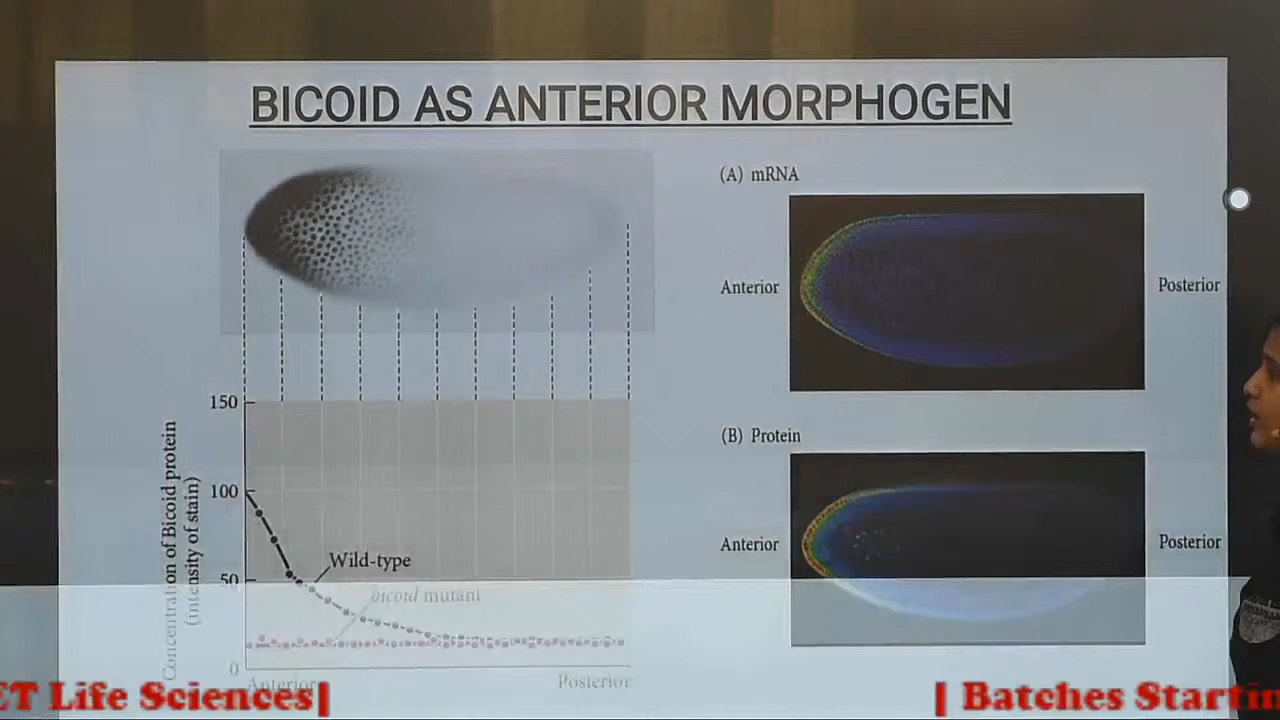 BICOID AS ANTERIOR MORPHOGEN
(A) mRNA
Anterior
Posterior
(B) Protein
Anterior
Posterior
Concentration of Bicoid protein
(intensity of stain)
150
100
50
0
Wild-type
bicoid mutant
Anterior
Posterior
ET Life Sciences|
| Batches Startin